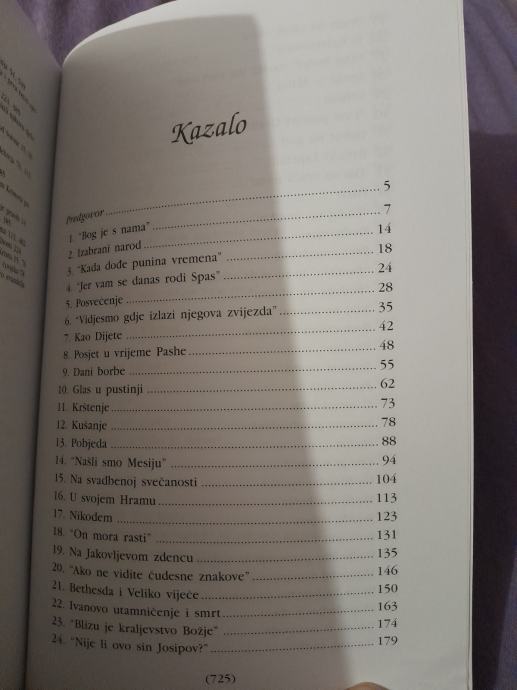 Kazalo
Predgovor 5
1. "Bog je s nama" 7
2. Izabrani narod 14
3. "Kada dođe punina vremena" 18
4. "Jer vam se danas rodi Spas" 24
5. Posvećenje 28
6. "Vidjesmo gdje izlazi njegova zvijezda" 35
7. Kao Dijete 42
8. Posjet u vrijeme Pashe 48
9. Dani borbe 55
10. Glas u pustinji 62
11. Krštenje 73
12. Kušanje 78
13. Pobjeda 88
14. "Našli smo Mesiju" 94
15. Na svadbenoj svečanosti 104
16. U svojem Hramu 113
17. Nikodem 123
18. "On mora rasti" 131
19. Na Jakovljevom zdencu 135
20. "Ako ne vidite čudesne znakove" 146
21. Bethesda i Veliko vijeće 150
22. Ivanovo utamničenje i smrt 163
23. "Blizu je kraljevstvo Božje" 174
24. "Nije li ovo sin Josipov?" 179
(725)